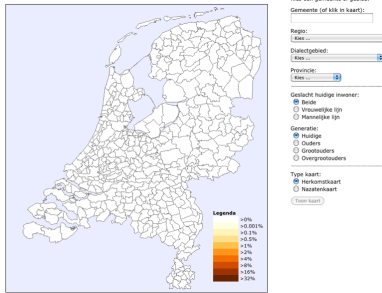 Gemeente (of klik in kaart):
Regio:
Kies ...
Dialectgebied:
Kies ...
Provincie:
Kies ...
Geslacht huidige inwoner:
Beide
Vrouwelijke lijn
Mannelijke lijn
Generatie:
Huidige
Ouders
Grootouders
Overgrootouders
Type kaart:
Herkomstkaart
Nazatenkaart
Toon kaart
Legenda
>0%
>0.001%
>0.1%
>0.5%
>1%
>2%
>4%
>8%
>16%
>32%